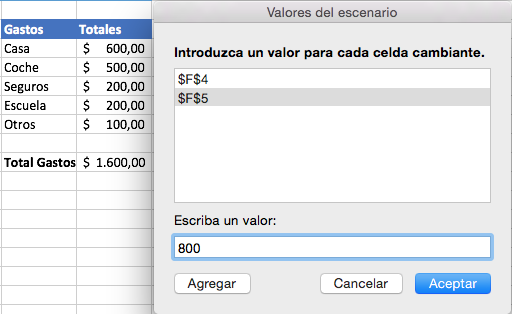 Gastos Totales
Casa $ 600,00
Coche $ 500,00
Seguros $ 200,00
Escuela $ 200,00
Otros $ 100,00
Total Gastos $ 1.600,00
Valores del escenario
Introduzca un valor para cada celda cambiante.
$F$4
$F$5
Escriba un valor:
800
Agregar Cancelar Aceptar